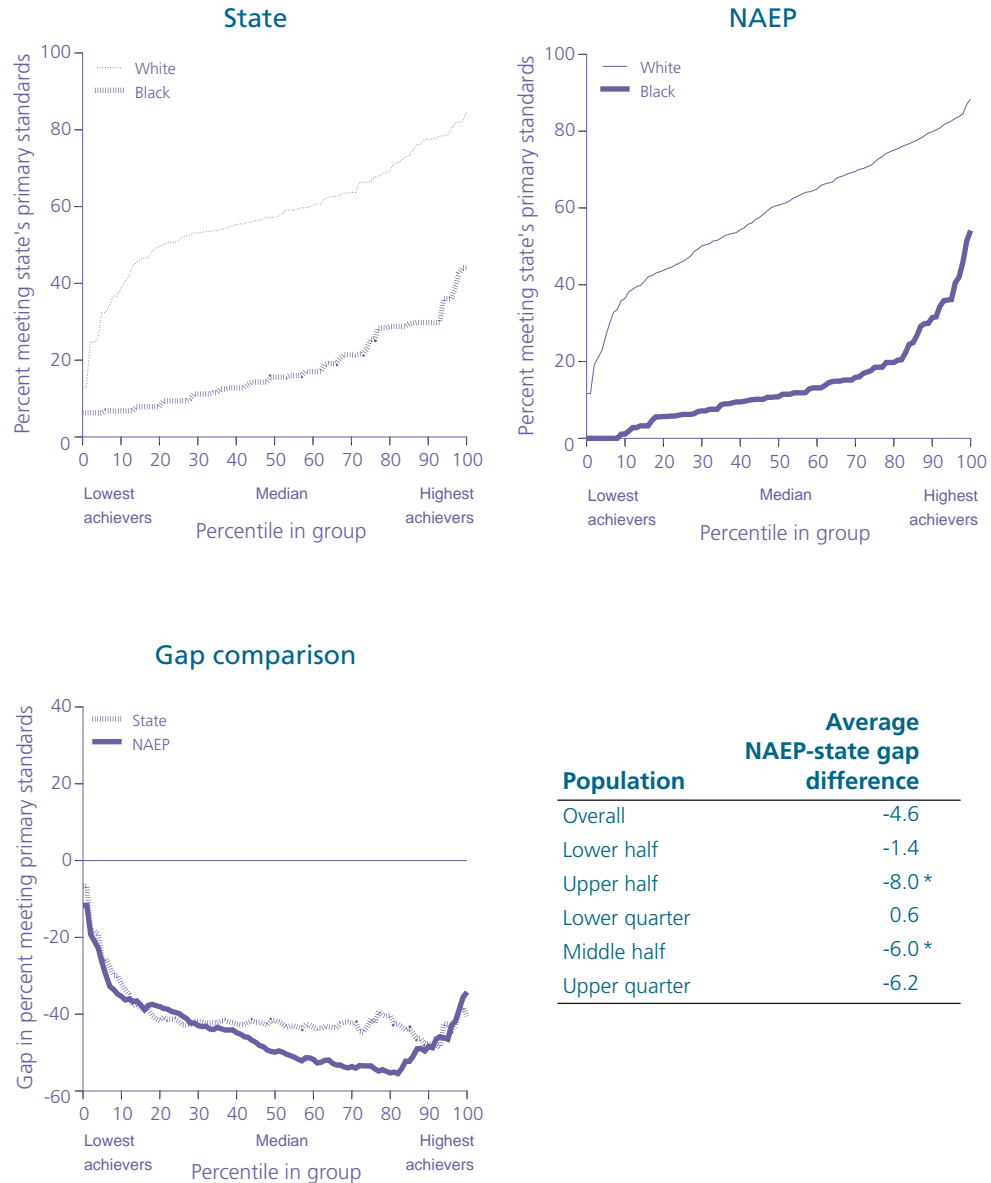 State
Percent meeting state's primary standards
100
80
60
40
20
0
White
Black
0 10 20 30 40 50 60 70 80 90 100
Lowest achievers
Median
Highest achievers
Percentile in group
NAEP
Percent meeting state's primary standards
100
80
60
40
20
0
White
Black
0 10 20 30 40 50 60 70 80 90 100
Lowest achievers
Median
Highest achievers
Percentile in group
Gap comparison
Gap in percent meeting primary standards
40
20
0
-20
-40
-60
State
NAEP
0 10 20 30 40 50 60 70 80 90 100
Lowest achievers
Median
Highest achievers
Percentile in group
Population Average NAEP-state gap difference
Overall -4.6
Lower half -1.4
Upper half -8.0 *
Lower quarter 0.6
Middle half -6.0 *
Upper quarter -6.2